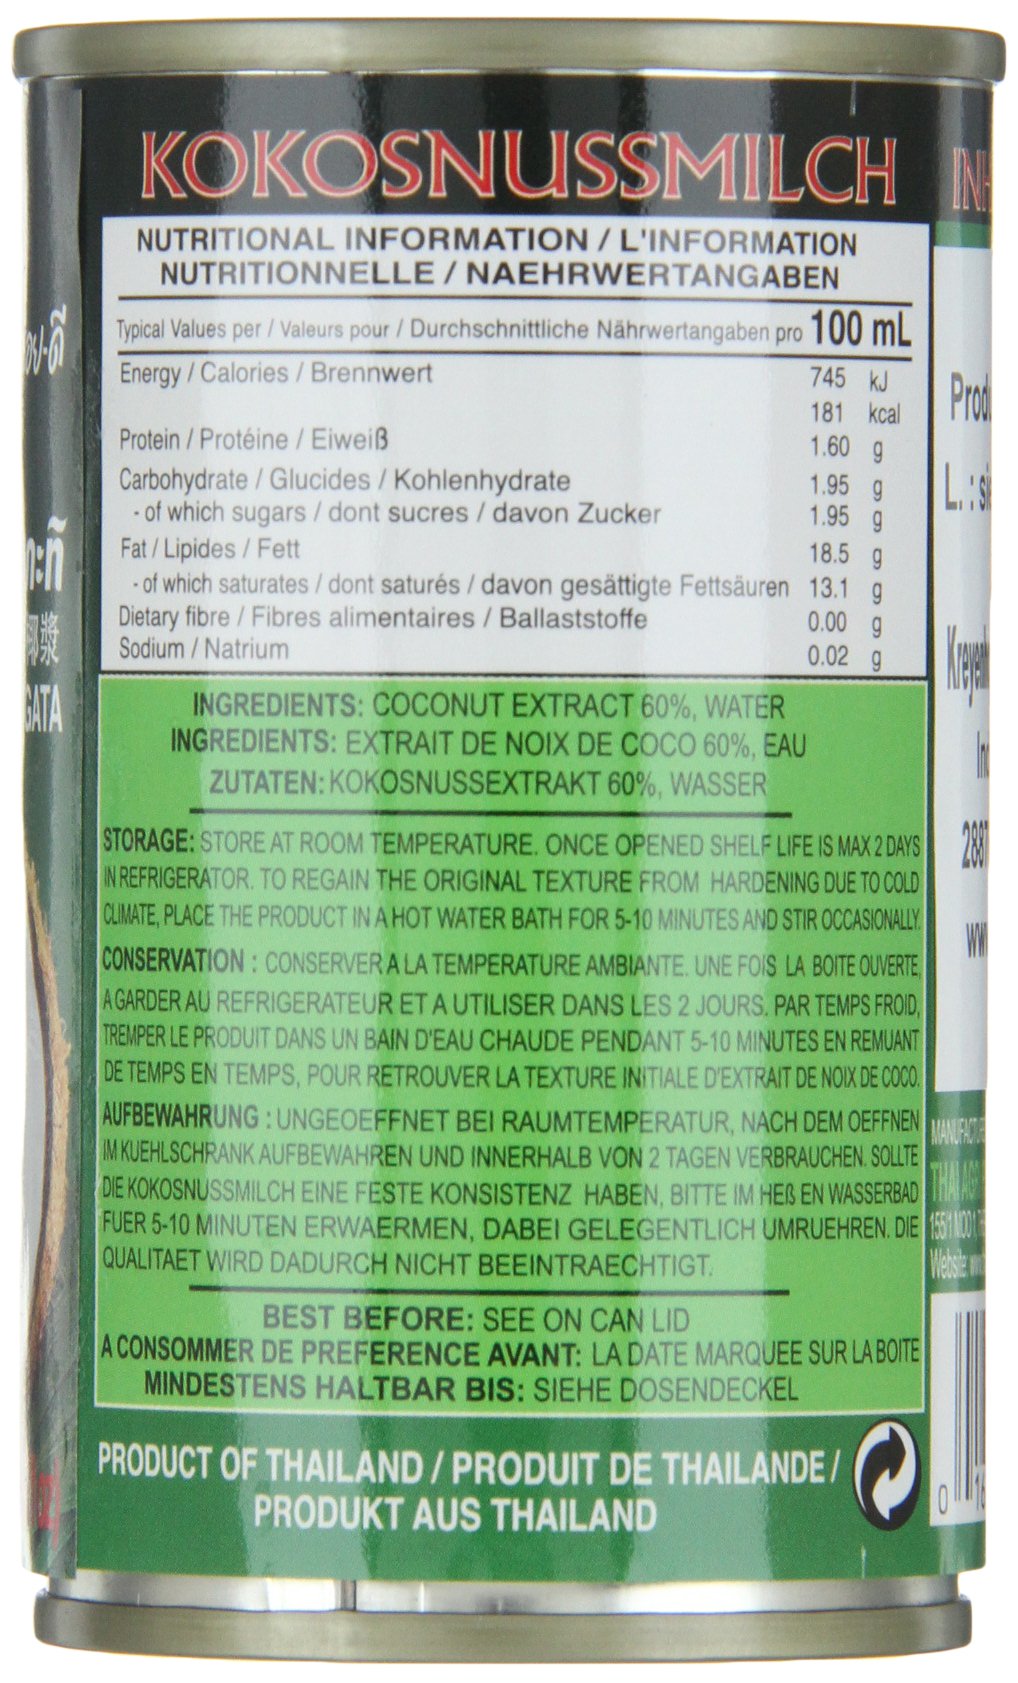 KOKOSNUSSMILCH
NUTRITIONAL INFORMATION / L'INFORMATION
NUTRITIONNELLE / NAEHRWERTANGABEN
Typical Values per / Valeurs pour / Durchschnittliche Nährwertangaben pro 100 mL
Energy / Calories / Brennwert 745 kJ
181 kcal
Protein / Protéine / Eiweiß 1.60 g
Carbohydrate / Glucides / Kohlenhydrate 1.95 g
- of which sugars / dont sucres / davon Zucker 1.95 g
Fat / Lipides / Fett 18.5 g
- of which saturates / dont saturés / davon gesättigte Fettsäuren 13.1 g
Dietary fibre / Fibres alimentaires / Ballaststoffe 0.00 g
Sodium / Natrium 0.02 g
INGREDIENTS: COCONUT EXTRACT 60%, WATER
INGREDIENTS: EXTRAIT DE NOIX DE COCO 60%, EAU
ZUTATEN: KOKOSNUSSEXTRAKT 60%, WASSER
STORAGE: STORE AT ROOM TEMPERATURE. ONCE OPENED SHELF LIFE IS MAX 2 DAYS
IN REFRIGERATOR. TO REGAIN THE ORIGINAL TEXTURE FROM HARDENING DUE TO COLD
CLIMATE, PLACE THE PRODUCT IN A HOT WATER BATH FOR 5-10 MINUTES AND STIR OCCASIONALLY.
CONSERVATION : CONSERVER A LA TEMPERATURE AMBIANTE. UNE FOIS LA BOITE OUVERTE,
A GARDER AU REFRIGERATEUR ET A UTILISER DANS LES 2 JOURS. PAR TEMPS FROID,
TREMPER LE PRODUIT DANS UN BAIN D'EAU CHAUDE PENDANT 5-10 MINUTES EN REMUANT
DE TEMPS EN TEMPS, POUR RETROUVER LA TEXTURE INITIALE D'EXTRAIT DE NOIX DE COCO.
AUFBEWAHRUNG : UNGEOEFFNET BEI RAUMTEMPERATUR, NACH DEM OEFFNEN
IM KUEHLSCHRANK AUFBEWAHREN UND INNERHALB VON 2 TAGEN VERBRAUCHEN. SOLLTE
DIE KOKOSNUSSMILCH EINE FESTE KONSISTENZ HABEN, BITTE IM HEß EN WASSERBAD
FUER 5-10 MINUTEN ERWAERMEN, DABEI GELEGENTLICH UMRUEHREN. DIE
QUALITAET WIRD DADURCH NICHT BEEINTRAECHTIGT.
BEST BEFORE: SEE ON CAN LID
A CONSOMMER DE PREFERENCE AVANT: LA DATE MARQUEE SUR LA BOITE
MINDESTENS HALTBAR BIS: SIEHE DOSENDECKEL
PRODUCT OF THAILAND / PRODUIT DE THAILANDE /
PRODUKT AUS THAILAND